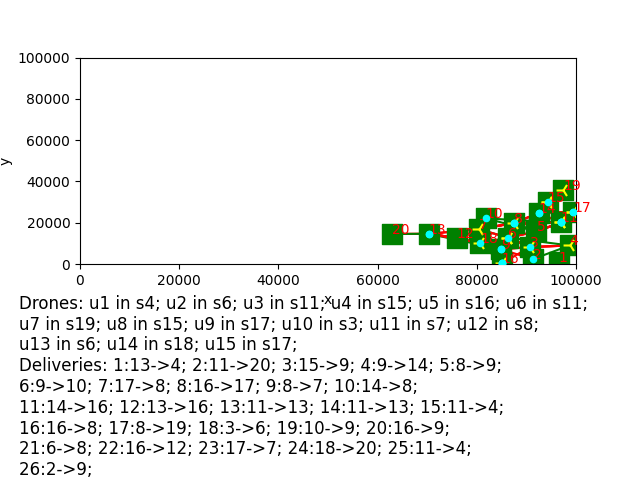 100000
80000
60000
40000
20000
0
y
0
20000
40000
60000
80000
100000
x
20
19
17
Drones: u1 in s4; u2 in s6; u3 in s11; u4 in s15; u5 in s16; u6 in s11;
u7 in s19; u8 in s15; u9 in s17; u10 in s3; u11 in s7; u12 in s8;
u13 in s6; u14 in s18; u15 in s17;
Deliveries: 1:13->4; 2:11->20; 3:15->9; 4:9->14; 5:8->9;
6:9->10; 7:17->8; 8:16->17; 9:8->7; 10:14->8;
11:14->16; 12:13->16; 13:11->13; 14:11->13; 15:11->4;
16:16->8; 17:8->19; 18:3->6; 19:10->9; 20:16->9;
21:6->8; 22:16->12; 23:17->7; 24:18->20; 25:11->4;
26:2->9;